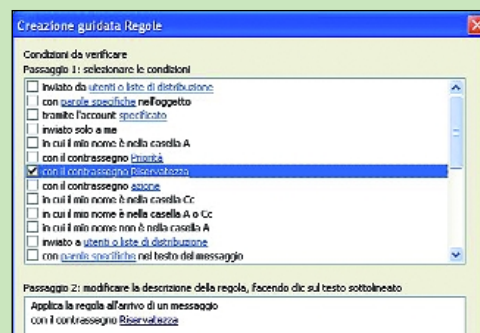 Creazione guidata Regole
Condizioni da verificare
Passaggio 1: selezionare le condizioni
inviato da utenti o liste di distribuzione
con parole specifiche nell'oggetto
tramite l'account specificato
inviato solo a me
in cui il mio nome è nella casella A
con il contrassegno Priorità
con il contrassegno Riservatezza
con il contrassegno azione
in cui il mio nome è nella casella Cc
in cui il mio nome è nella casella A o Cc
in cui il mio nome non è nella casella A
inviato a utenti o liste di distribuzione
con parole specifiche nel testo del messaggio
Passaggio 2: modificare la descrizione della regola, facendo clic sul testo sottolineato
Applica la regola all'arrivo di un messaggio
con il contrassegno Riservatezza